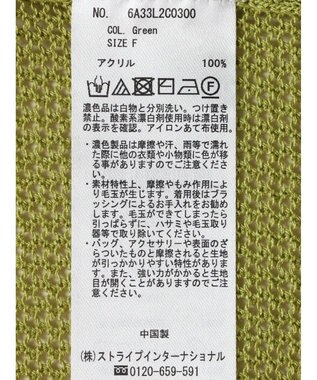 NO. 6A33L2C0300
COL. Green
SIZE F
アクリル 100%
濃色品は白物と分別洗い。つけ置き
禁止。酸素系漂白剤使用時は漂白剤
の表示を確認。アイロンあて布使用。
・濃色製品は摩擦や汗、雨等で濡れ
た際に他の衣類や小物類に色が移
る事がありますのでご注意くださ
い。
・素材特性上、摩擦やもみ作用によ
り毛玉が生じます。着用後はブラ
ッシングによるお手入れをお勧め
します。毛玉ができてしまったら引
っぱらずに、ハサミや毛玉取り
器等で取り除いてください。
・バッグ、アクセサリーや表面のざ
らついたものと摩擦されると生地
が引っかかりやすい特性がありま
す。また、強い力がかかると生地
目が開くことがありますのでご注
意ください。
中国製
(株)ストライプインターナショナル
0120-659-591